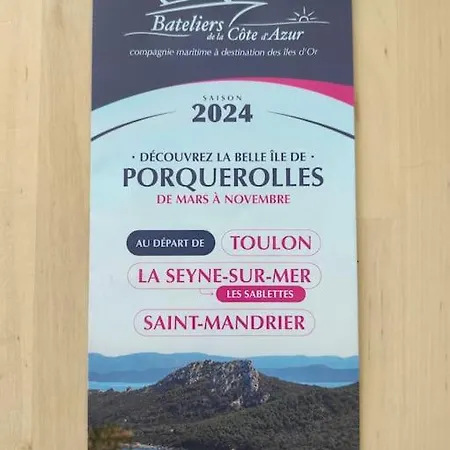 Bateliers
de la Côte d'Azur
compagnie maritime à destination des îles d'Or
SAISON
2024
• DÉCOUVREZ LA BELLE ÎLE DE •
PORQUEROLLES
DE MARS À NOVEMBRE
AU DÉPART DE TOULON
LA SEYNE-SUR-MER
LES SABLETTES
SAINT-MANDRIER